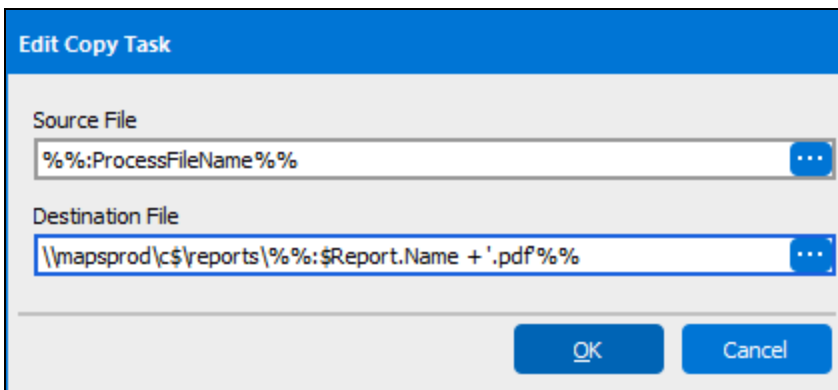 Edit Copy Task
Source File
%%:ProcessFileName%%
...
Destination File
\\mapsprod\c$\reports\%%:$Report.Name + '.pdf'%%
...
OK Cancel